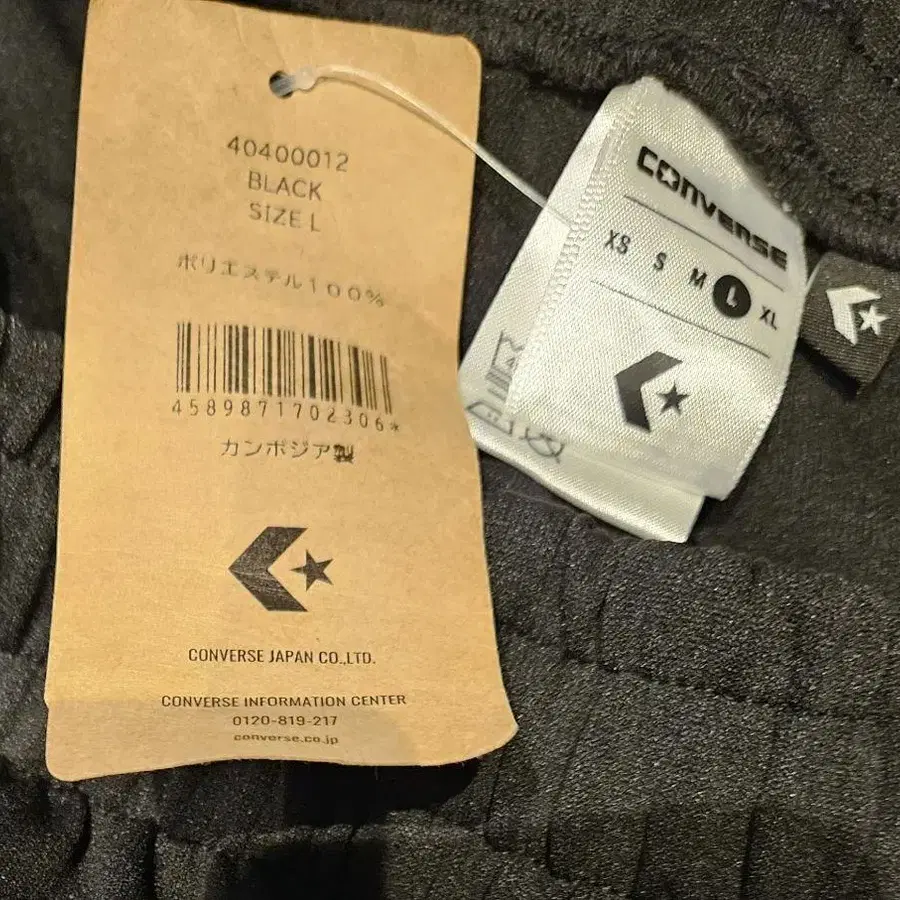 40400012
BLACK
SIZE L
ポリエステル100%
4589871702306*
カンボジア製
CONVERSE JAPAN CO.,LTD.
CONVERSE INFORMATION CENTER
0120-819-217
converse.co.jp
CONVERSE
XS S M L XL